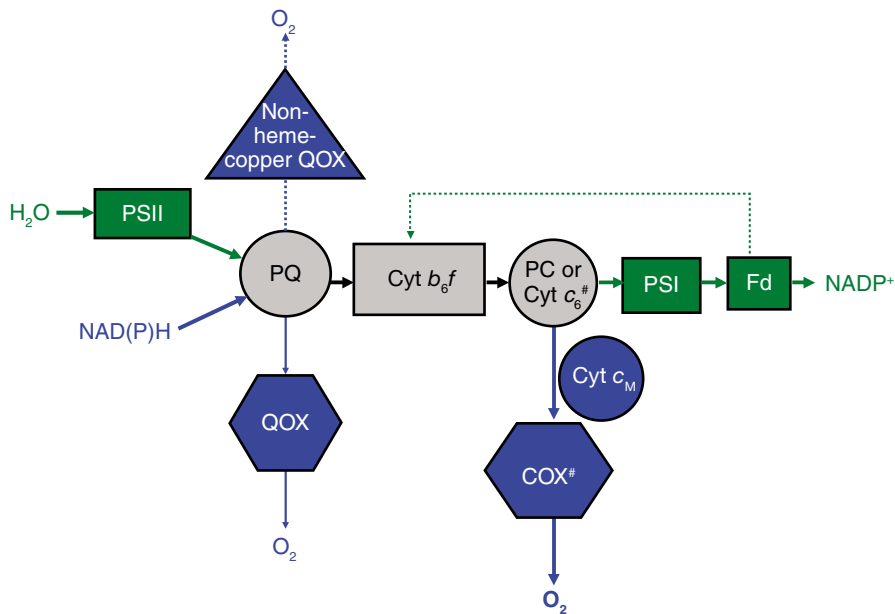 O₂
Non-
heme-
copper QOX
H₂O
PSII
PQ
Cyt b₆f
PC or
Cyt c₆#
PSI
Fd
NADP⁺
NAD(P)H
Cyt c_M
QOX
COX#
O₂
O₂